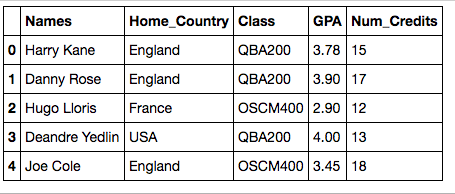 Names Home_Country Class GPA Num_Credits
0 Harry Kane England QBA200 3.78 15
1 Danny Rose England QBA200 3.90 17
2 Hugo Lloris France OSCM400 2.90 12
3 Deandre Yedlin USA QBA200 4.00 13
4 Joe Cole England OSCM400 3.45 18